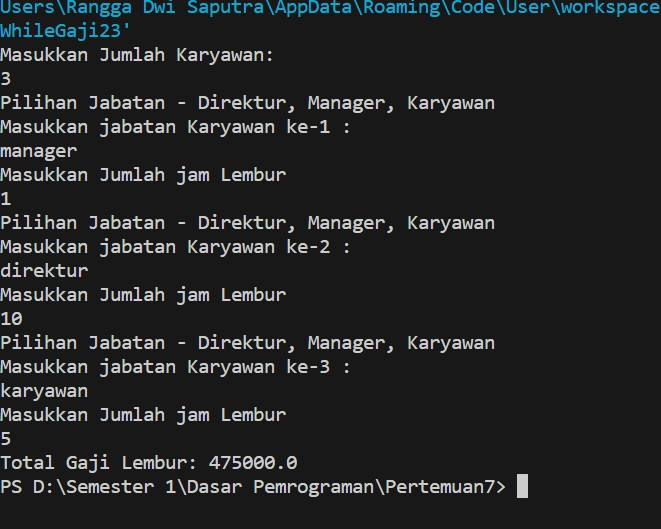 Users\Rangga Dwi Saputra\AppData\Roaming\Code\User\workspace
WhileGaji23'
Masukkan Jumlah Karyawan:
3
Pilihan Jabatan - Direktur, Manager, Karyawan
Masukkan jabatan Karyawan ke-1 :
manager
Masukkan Jumlah jam Lembur
1
Pilihan Jabatan - Direktur, Manager, Karyawan
Masukkan jabatan Karyawan ke-2 :
direktur
Masukkan Jumlah jam Lembur
10
Pilihan Jabatan - Direktur, Manager, Karyawan
Masukkan jabatan Karyawan ke-3 :
karyawan
Masukkan Jumlah jam Lembur
5
Total Gaji Lembur: 475000.0
PS D:\Semester 1\Dasar Pemrograman\Pertemuan7>